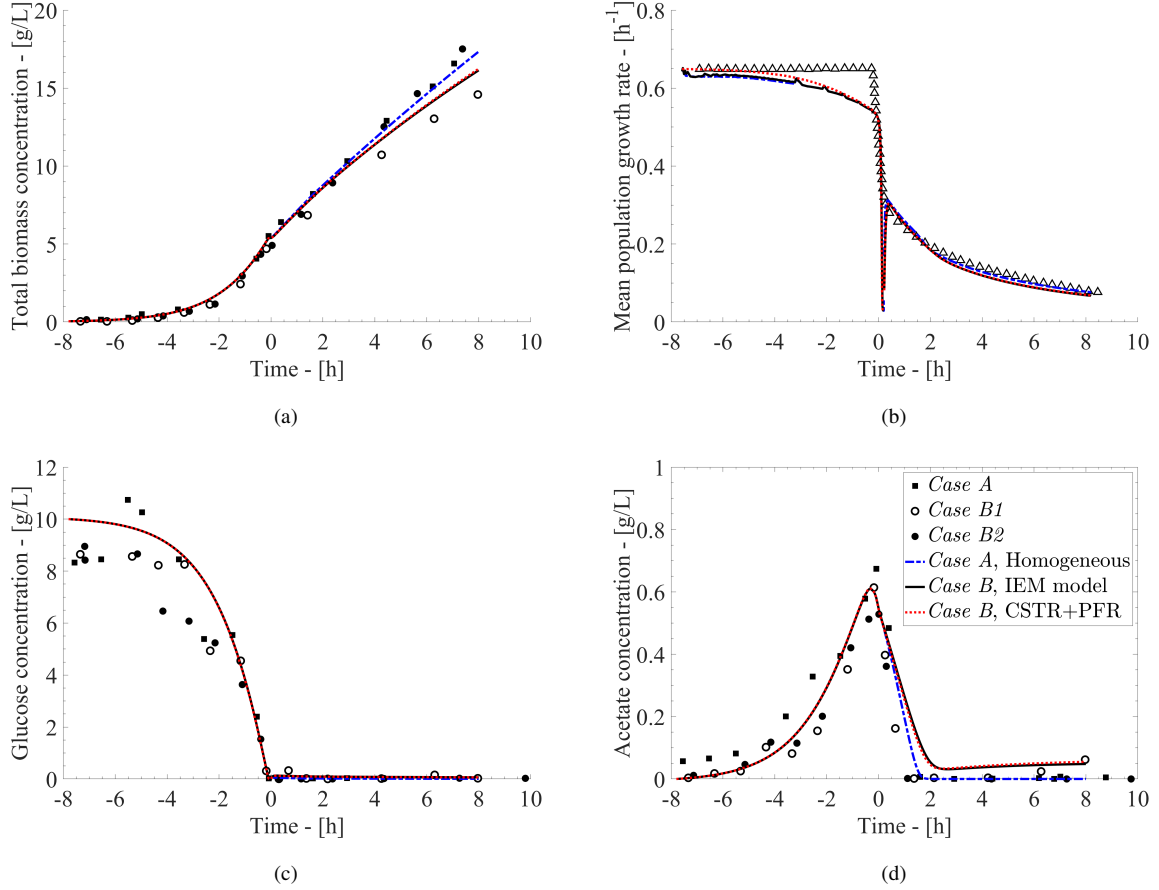 Total biomass concentration - [g/L]
20
15
10
5
0
-8 -6 -4 -2 0 2 4 6 8 10
Time - [h]
(a)
Mean population growth rate - [h-1]
0.8
0.6
0.4
0.2
0
-8 -6 -4 -2 0 2 4 6 8 10
Time - [h]
(b)
Glucose concentration - [g/L]
12
10
8
6
4
2
0
-8 -6 -4 -2 0 2 4 6 8 10
Time - [h]
(c)
Acetate concentration - [g/L]
1
0.8
0.6
0.4
0.2
0
-8 -6 -4 -2 0 2 4 6 8 10
Time - [h]
Case A
Case B1
Case B2
Case A, Homogeneous
Case B, IEM model
Case B, CSTR+PFR
(d)